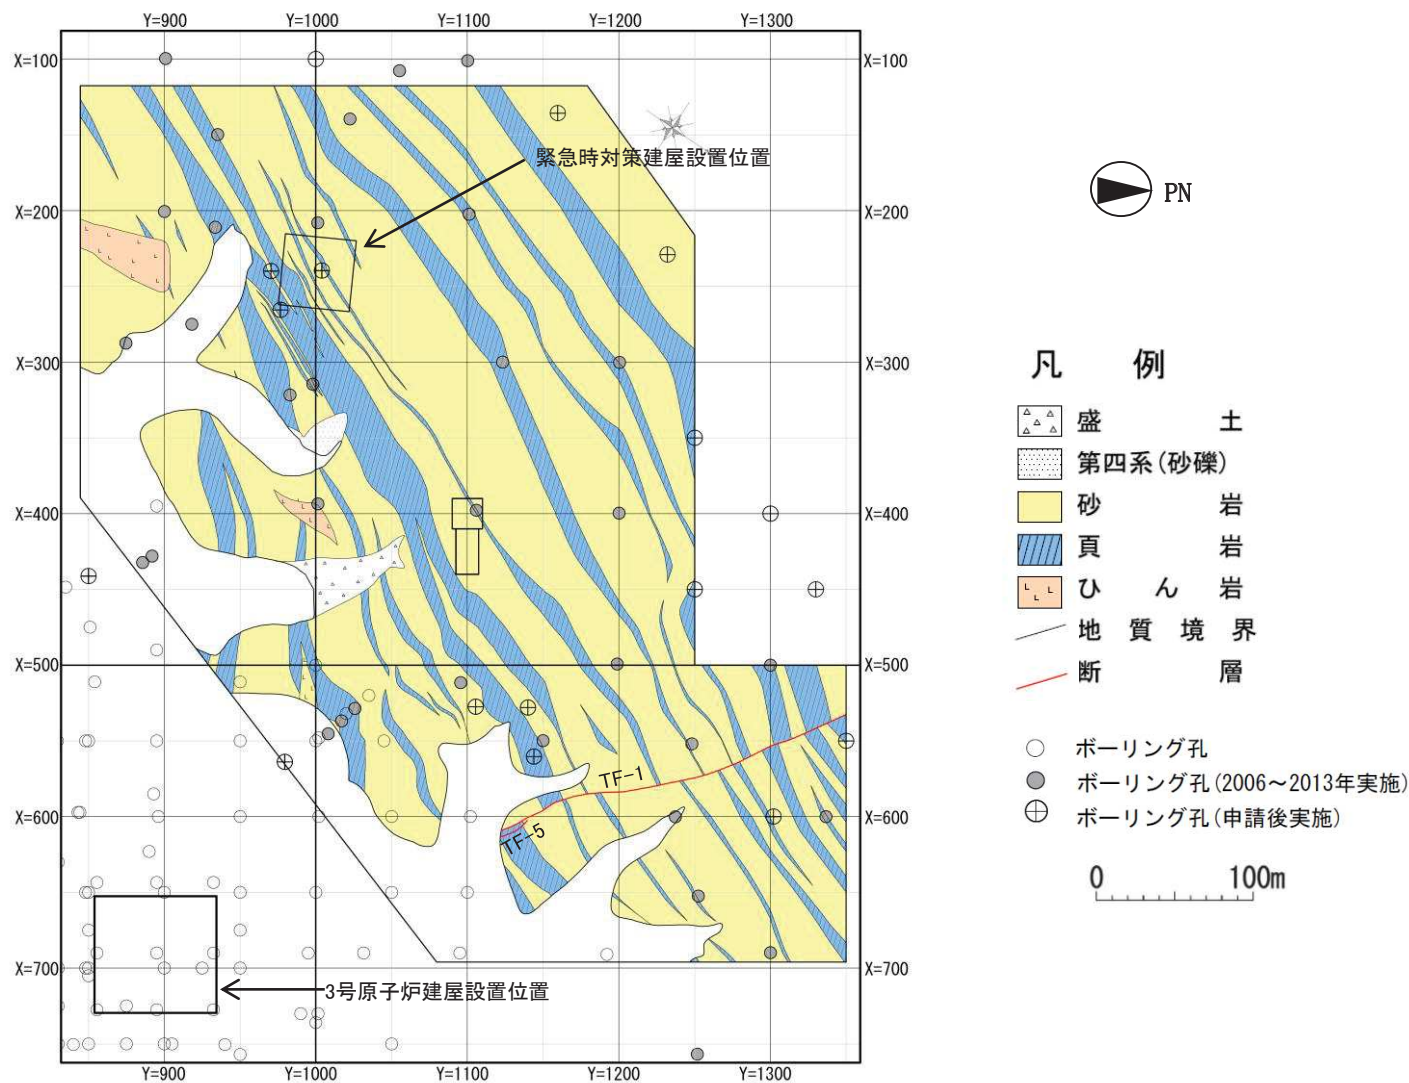 Y=900 Y=1000 Y=1100 Y=1200 Y=1300
X=100 X=100
緊急時対策建屋設置位置
PN
X=200 X=200
X=300 X=300
凡 例
盛 土
第四系(砂礫)
砂 岩
頁 岩
ひ ん 岩
地 質 境 界
断 層
X=400 X=400
X=500 X=500
ボーリング孔
ボーリング孔(2006～2013年実施)
ボーリング孔(申請後実施)
TF-1
X=600 X=600
TF-5
0 100m
X=700 X=700
3号原子炉建屋設置位置
Y=900 Y=1000 Y=1100 Y=1200 Y=1300